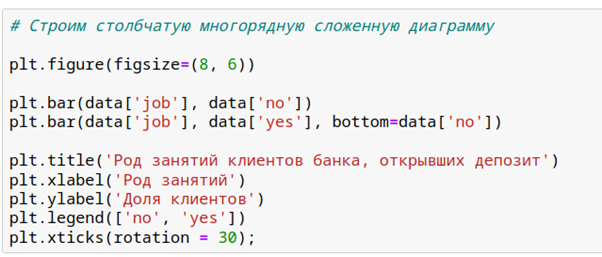 # Строим столбчатую многорядную сложенную диаграмму
plt.figure(figsize=(8, 6))
plt.bar(data['job'], data['no'])
plt.bar(data['job'], data['yes'], bottom=data['no'])
plt.title('Род занятий клиентов банка, открывших депозит')
plt.xlabel('Род занятий')
plt.ylabel('Доля клиентов')
plt.legend(['no', 'yes'])
plt.xticks(rotation = 30);